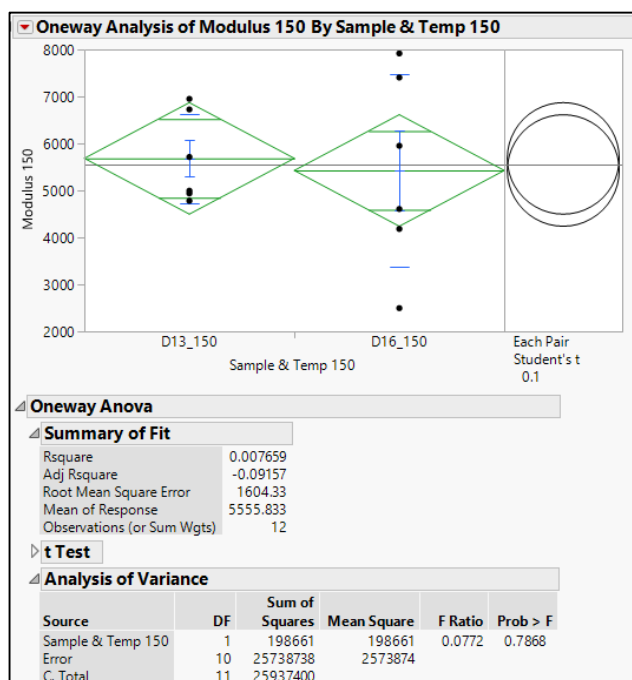 Oneway Analysis of Modulus 150 By Sample & Temp 150
8000
7000
6000
5000
4000
3000
2000
Modulus 150
D13_150
D16_150
Sample & Temp 150
Each Pair
Student's t
0.1
Oneway Anova
Summary of Fit
Rsquare 0.007659
Adj Rsquare -0.09157
Root Mean Square Error 1604.33
Mean of Response 5555.833
Observations (or Sum Wgts) 12
t Test
Analysis of Variance
Source DF Sum of Squares Mean Square F Ratio Prob > F
Sample & Temp 150 1 198661 198661 0.0772 0.7868
Error 10 25738738 2573874
C. Total 11 25937400